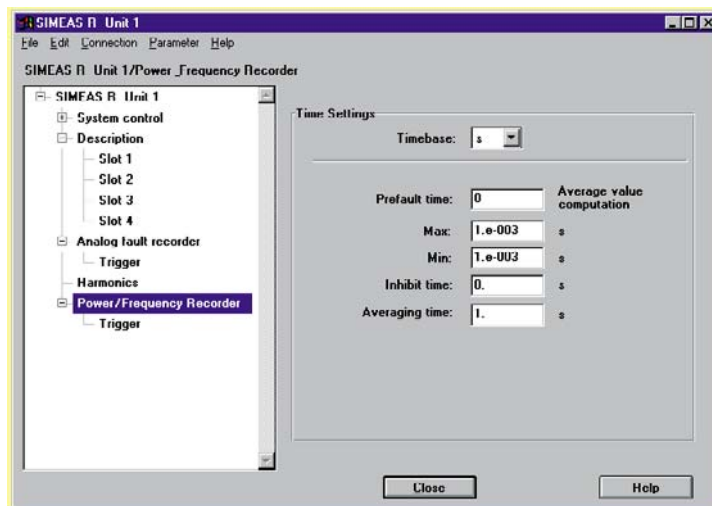 SIMEAS R Unit 1
File Edit Connection Parameter Help
SIMEAS R Unit 1/Power_Frequency Recorder
SIMEAS R Unit 1
System control
Description
Slot 1
Slot 2
Slot 3
Slot 4
Analog fault recorder
Trigger
Harmonics
Power/Frequency Recorder
Trigger
Time Settings
Timebase: s
Prefault time: 0 Average value
computation
Max: 1.e-003 s
Min: 1.e-003 s
Inhibit time: 0. s
Averaging time: 1. s
Close Help